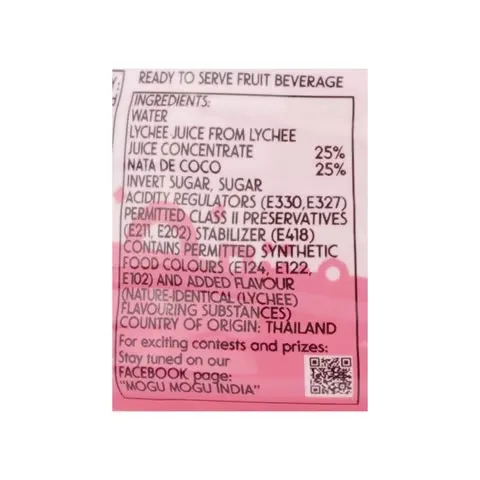 READY TO SERVE FRUIT BEVERAGE
INGREDIENTS:
WATER
LYCHEE JUICE FROM LYCHEE
JUICE CONCENTRATE 25%
NATA DE COCO 25%
INVERT SUGAR, SUGAR
ACIDITY REGULATORS (E330,E327)
PERMITTED CLASS II PRESERVATIVES
(E211, E202) STABILIZER (E418)
CONTAINS PERMITTED SYNTHETIC
FOOD COLOURS (E124, E122,
E102) AND ADDED FLAVOUR
(NATURE-IDENTICAL (LYCHEE)
FLAVOURING SUBSTANCES)
COUNTRY OF ORIGIN: THAILAND
For exciting contests and prizes:
Stay tuned on our
FACEBOOK page:
"MOGU MOGU INDIA"